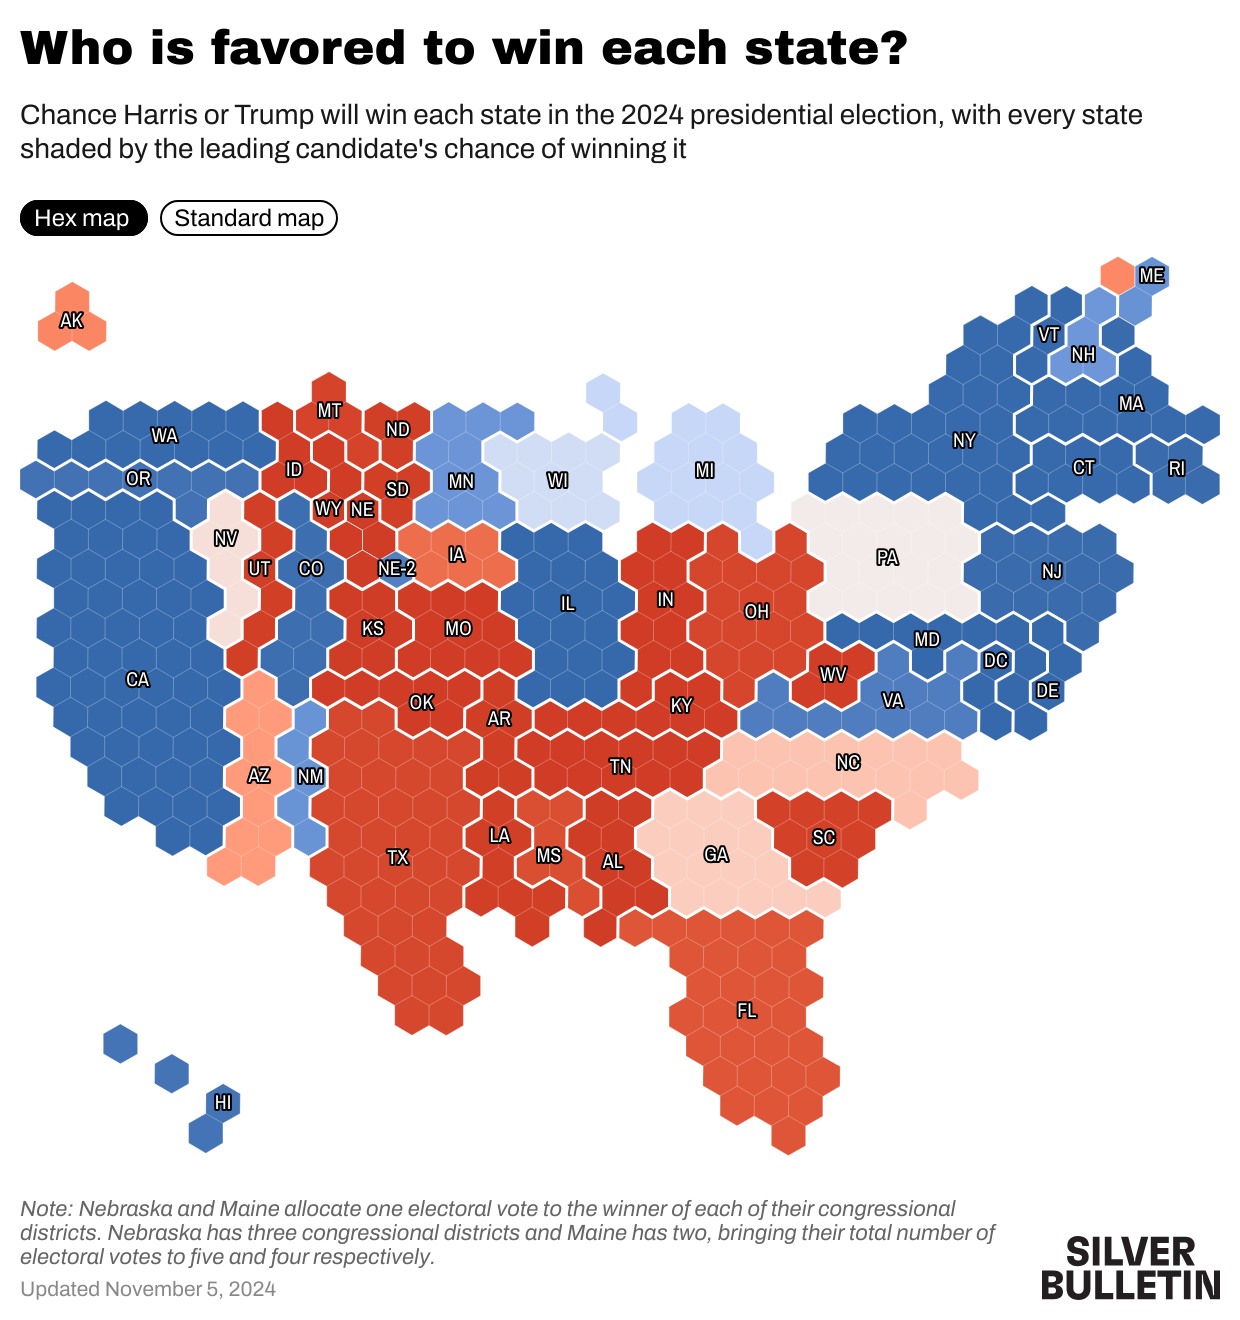 Who is favored to win each state?
Chance Harris or Trump will win each state in the 2024 presidential election, with every state
shaded by the leading candidate's chance of winning it
Hex map
Standard map
ME
AK
VT
NH
MT
MA
ND
WA
NY
ID
CT
RI
MI
OR
WI
MN
SD
WY
NE
NV
IA
PA
UT
CO
NE-2
NJ
IL
IN
OH
KS
MO
MD
DC
WV
CA
DE
VA
OK
KY
AR
NC
TN
AZ
NM
LA
SC
MS
GA
TX
AL
FL
HI
Note: Nebraska and Maine allocate one electoral vote to the winner of each of their congressional
districts. Nebraska has three congressional districts and Maine has two, bringing their total number of
electoral votes to five and four respectively.
Updated November 5, 2024
SILVER
BULLETIN